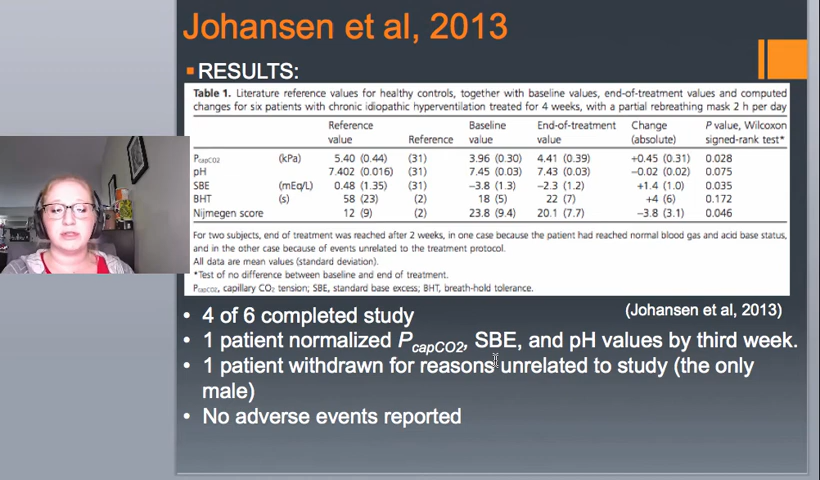 Johansen et al, 2013
RESULTS:
Table 1. Literature reference values for healthy controls, together with baseline values, end-of-treatment values and computed
changes for six patients with chronic idiopathic hyperventilation treated for 4 weeks, with a partial rebreathing mask 2 h per day
Reference value Reference Baseline value End-of-treatment value Change (absolute) P value, Wilcoxon signed-rank test*
PcapCO2 (kPa) 5.40 (0.44) (31) 3.96 (0.30) 4.41 (0.39) +0.45 (0.31) 0.028
pH 7.402 (0.016) (31) 7.45 (0.03) 7.43 (0.03) -0.02 (0.02) 0.075
SBE (mEq/L) 0.48 (1.35) (31) -3.8 (1.3) -2.3 (1.2) +1.4 (1.0) 0.035
BHT (s) 58 (23) (2) 18 (5) 22 (7) +4 (6) 0.172
Nijmegen score 12 (9) (2) 23.8 (9.4) 20.1 (7.7) -3.8 (3.1) 0.046
For two subjects, end of treatment was reached after 2 weeks, in one case because the patient had reached normal blood gas and acid base status,
and in the other case because of events unrelated to the treatment protocol.
All data are mean values (standard deviation).
*Test of no difference between baseline and end of treatment.
PcapCO2, capillary CO2 tension; SBE, standard base excess; BHT, breath-hold tolerance.
(Johansen et al, 2013)
• 4 of 6 completed study
• 1 patient normalized PcapCO2, SBE, and pH values by third week.
• 1 patient withdrawn for reasons unrelated to study (the only
male)
• No adverse events reported